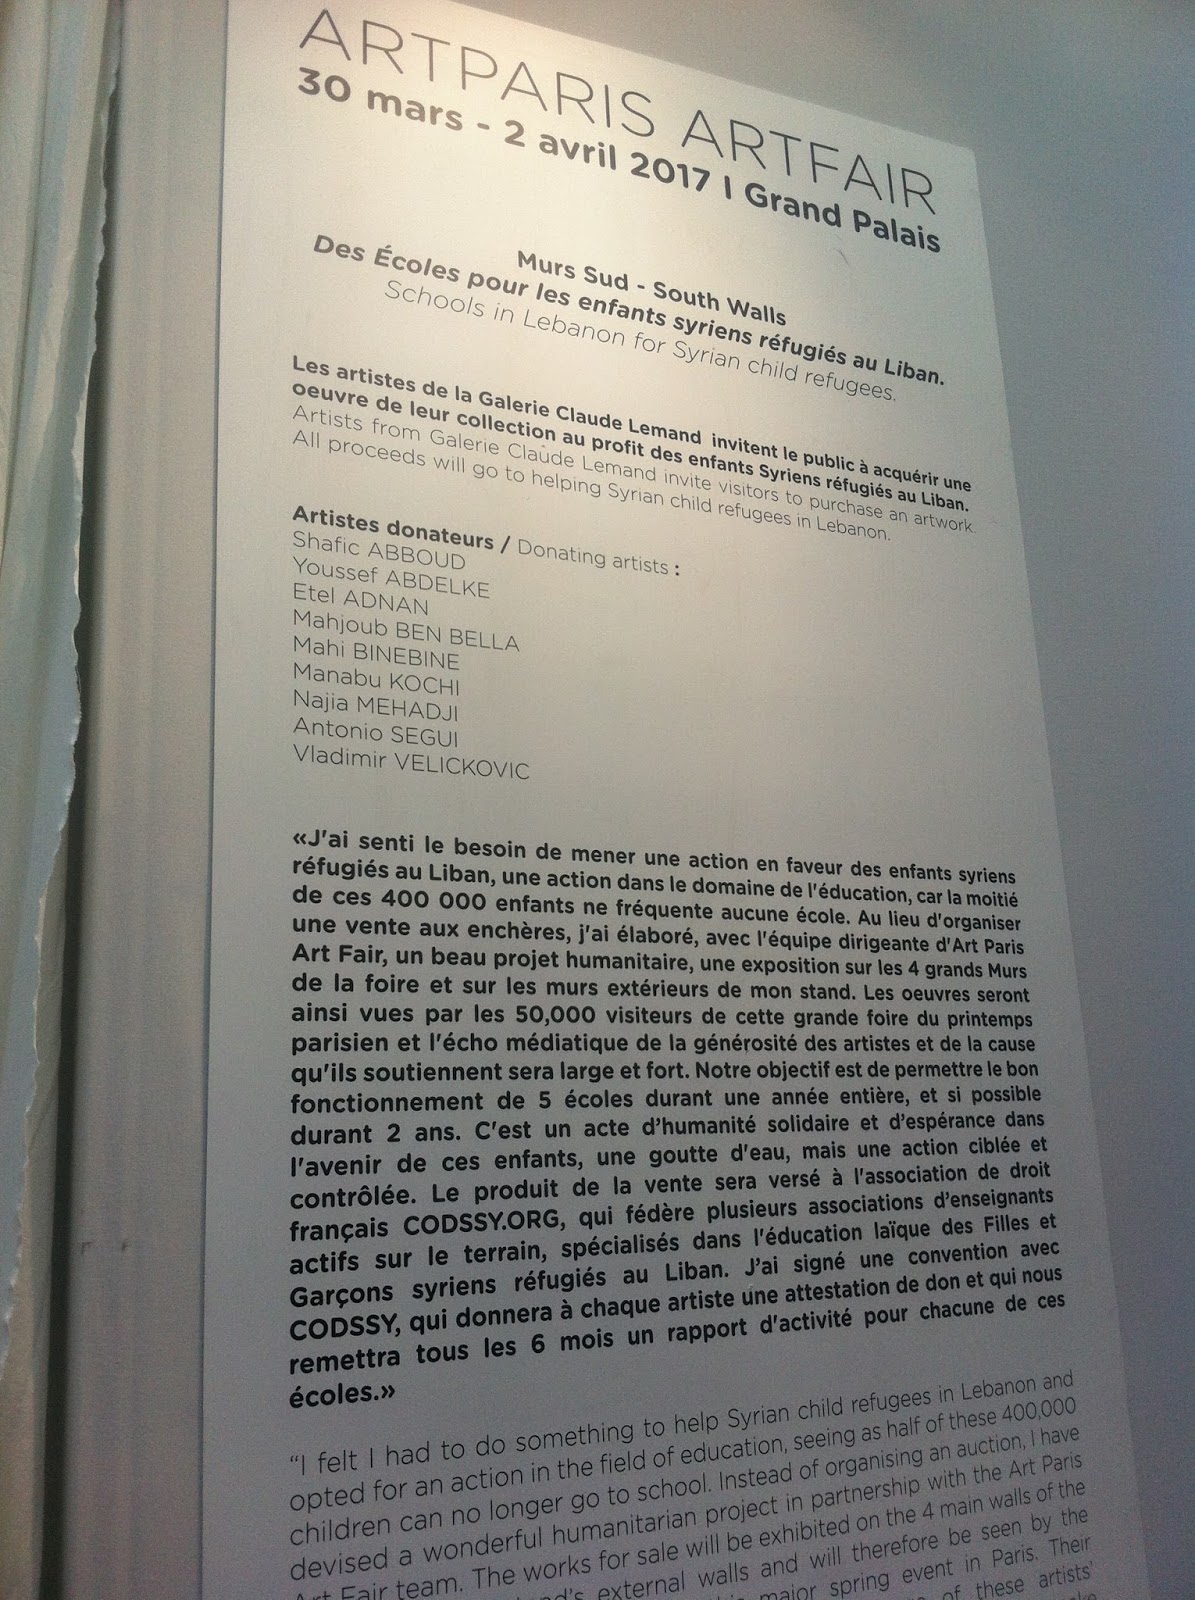 ARTPARIS ARTFAIR
30 mars - 2 avril 2017 I Grand Palais
Murs Sud - South Walls
Des Écoles pour les enfants syriens réfugiés au Liban.
Schools in Lebanon for Syrian child refugees.
Les artistes de la Galerie Claude Lemand invitent le public à acquérir une
oeuvre de leur collection au profit des enfants Syriens réfugiés au Liban.
Artists from Galerie Claude Lemand invite visitors to purchase an artwork.
All proceeds will go to helping Syrian child refugees in Lebanon.
Artistes donateurs / Donating artists :
Shafic ABBOUD
Youssef ABDELKE
Etel ADNAN
Mahjoub BEN BELLA
Mahi BINEBINE
Manabu KOCHI
Najia MEHADJI
Antonio SEGUI
Vladimir VELICKOVIC
«J'ai senti le besoin de mener une action en faveur des enfants syriens
réfugiés au Liban, une action dans le domaine de l'éducation, car la moitié
de ces 400 000 enfants ne fréquente aucune école. Au lieu d'organiser
une vente aux enchères, j'ai élaboré, avec l'équipe dirigeante d'Art Paris
Art Fair, un beau projet humanitaire, une exposition sur les 4 grands Murs
de la foire et sur les murs extérieurs de mon stand. Les oeuvres seront
ainsi vues par les 50,000 visiteurs de cette grande foire du printemps
parisien et l'écho médiatique de la générosité des artistes et de la cause
qu'ils soutiennent sera large et fort. Notre objectif est de permettre le bon
fonctionnement de 5 écoles durant une année entière, et si possible
durant 2 ans. C'est un acte d'humanité solidaire et d'espérance dans
l'avenir de ces enfants, une goutte d'eau, mais une action ciblée et
contrôlée. Le produit de la vente sera versé à l'association de droit
français CODSSY.ORG, qui fédère plusieurs associations d'enseignants
actifs sur le terrain, spécialisés dans l'éducation laïque des Filles et
Garçons syriens réfugiés au Liban. J'ai signé une convention avec
CODSSY, qui donnera à chaque artiste une attestation de don et qui nous
remettra tous les 6 mois un rapport d'activité pour chacune de ces
écoles.»
"I felt I had to do something to help Syrian child refugees in Lebanon and
opted for an action in the field of education, seeing as half of these 400,000
children can no longer go to school. Instead of organising an auction, I have
devised a wonderful humanitarian project in partnership with the Art Paris
Art Fair team. The works for sale will be exhibited on the 4 main walls of the
external walls and will therefore be seen by the
major spring event in Paris. Their
of these artists'